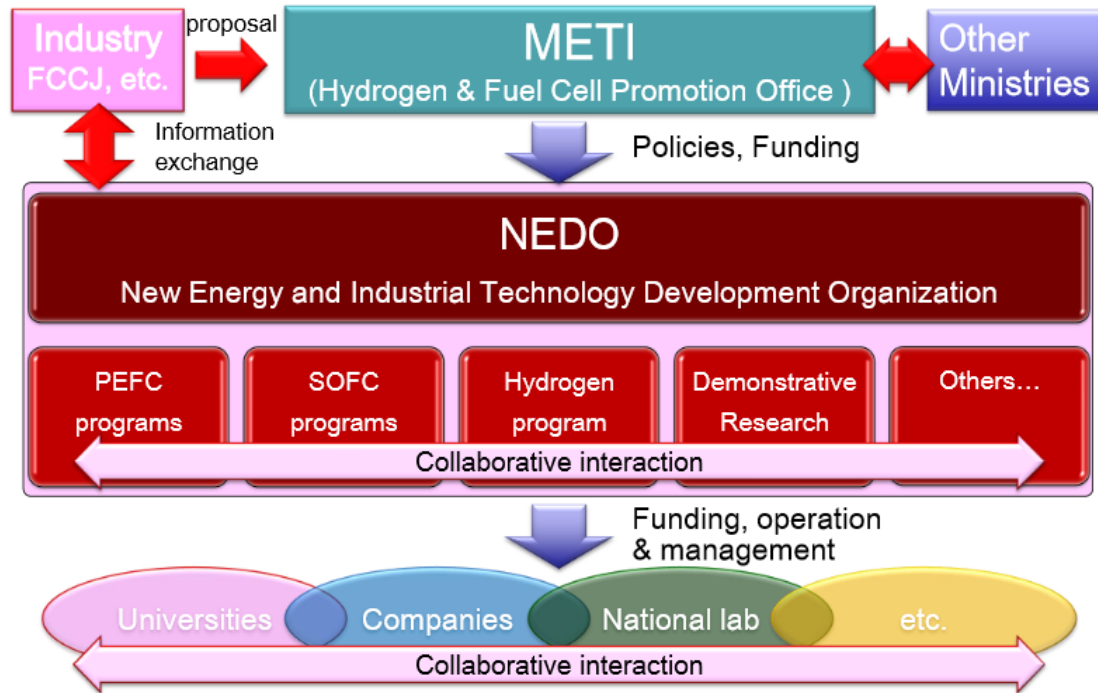 Industry
FCCJ, etc.
proposal
METI
(Hydrogen & Fuel Cell Promotion Office )
Other
Ministries
Information
exchange
Policies, Funding
NEDO
New Energy and Industrial Technology Development Organization
PEFC
programs
SOFC
programs
Hydrogen
program
Demonstrative
Research
Others…
Collaborative interaction
Funding, operation
& management
Universities
Companies
National lab
etc.
Collaborative interaction